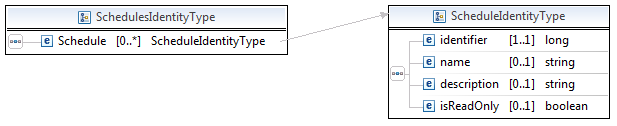 SchedulesIdentityType
Schedule [0..*] ScheduleIdentityType
ScheduleIdentityType
identifier [1..1] long
name [0..1] string
description [0..1] string
isReadOnly [0..1] boolean